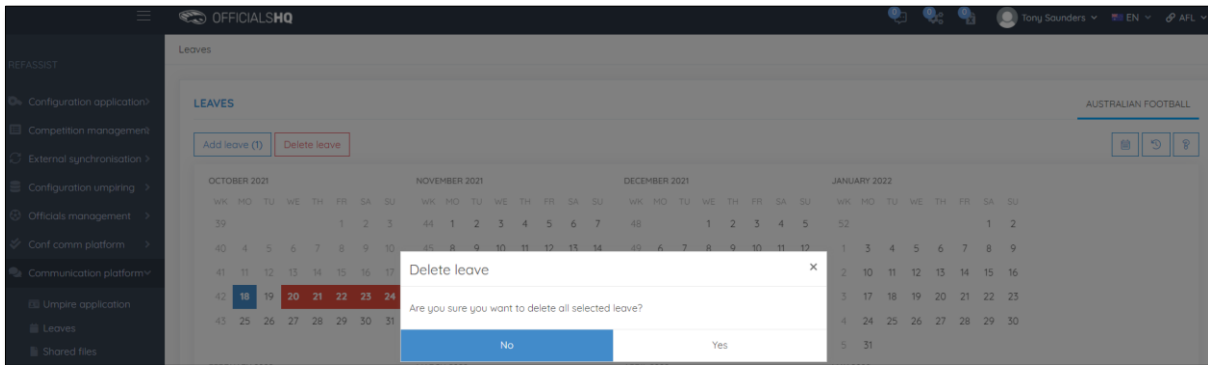 OFFICIALSHQ
0 0 0 Tony Saunders EN AFL
Leaves
REFASSIST
Configuration application
Competition management
External synchronisation
Configuration umpiring
Officials management
Conf comm platform
Communication platform
Umpire application
Leaves
Shared files
LEAVES
AUSTRALIAN FOOTBALL
Add leave (1) Delete leave
OCTOBER 2021
WK MO TU WE TH FR SA SU
39 1 2 3
40 4 5 6 7 8 9 10
41 11 12 13 14 15 16 17
42 18 19 20 21 22 23 24
43 25 26 27 28 29 30 31
NOVEMBER 2021
WK MO TU WE TH FR SA SU
44 1 2 3 4 5 6 7
45 8 9 10 11 12 13 14
DECEMBER 2021
WK MO TU WE TH FR SA SU
48 1 2 3 4 5
49 6 7 8 9 10 11 12
JANUARY 2022
WK MO TU WE TH FR SA SU
52 1 2
1 3 4 5 6 7 8 9
2 10 11 12 13 14 15 16
3 17 18 19 20 21 22 23
4 24 25 26 27 28 29 30
5 31
Delete leave ×
Are you sure you want to delete all selected leave?
No Yes